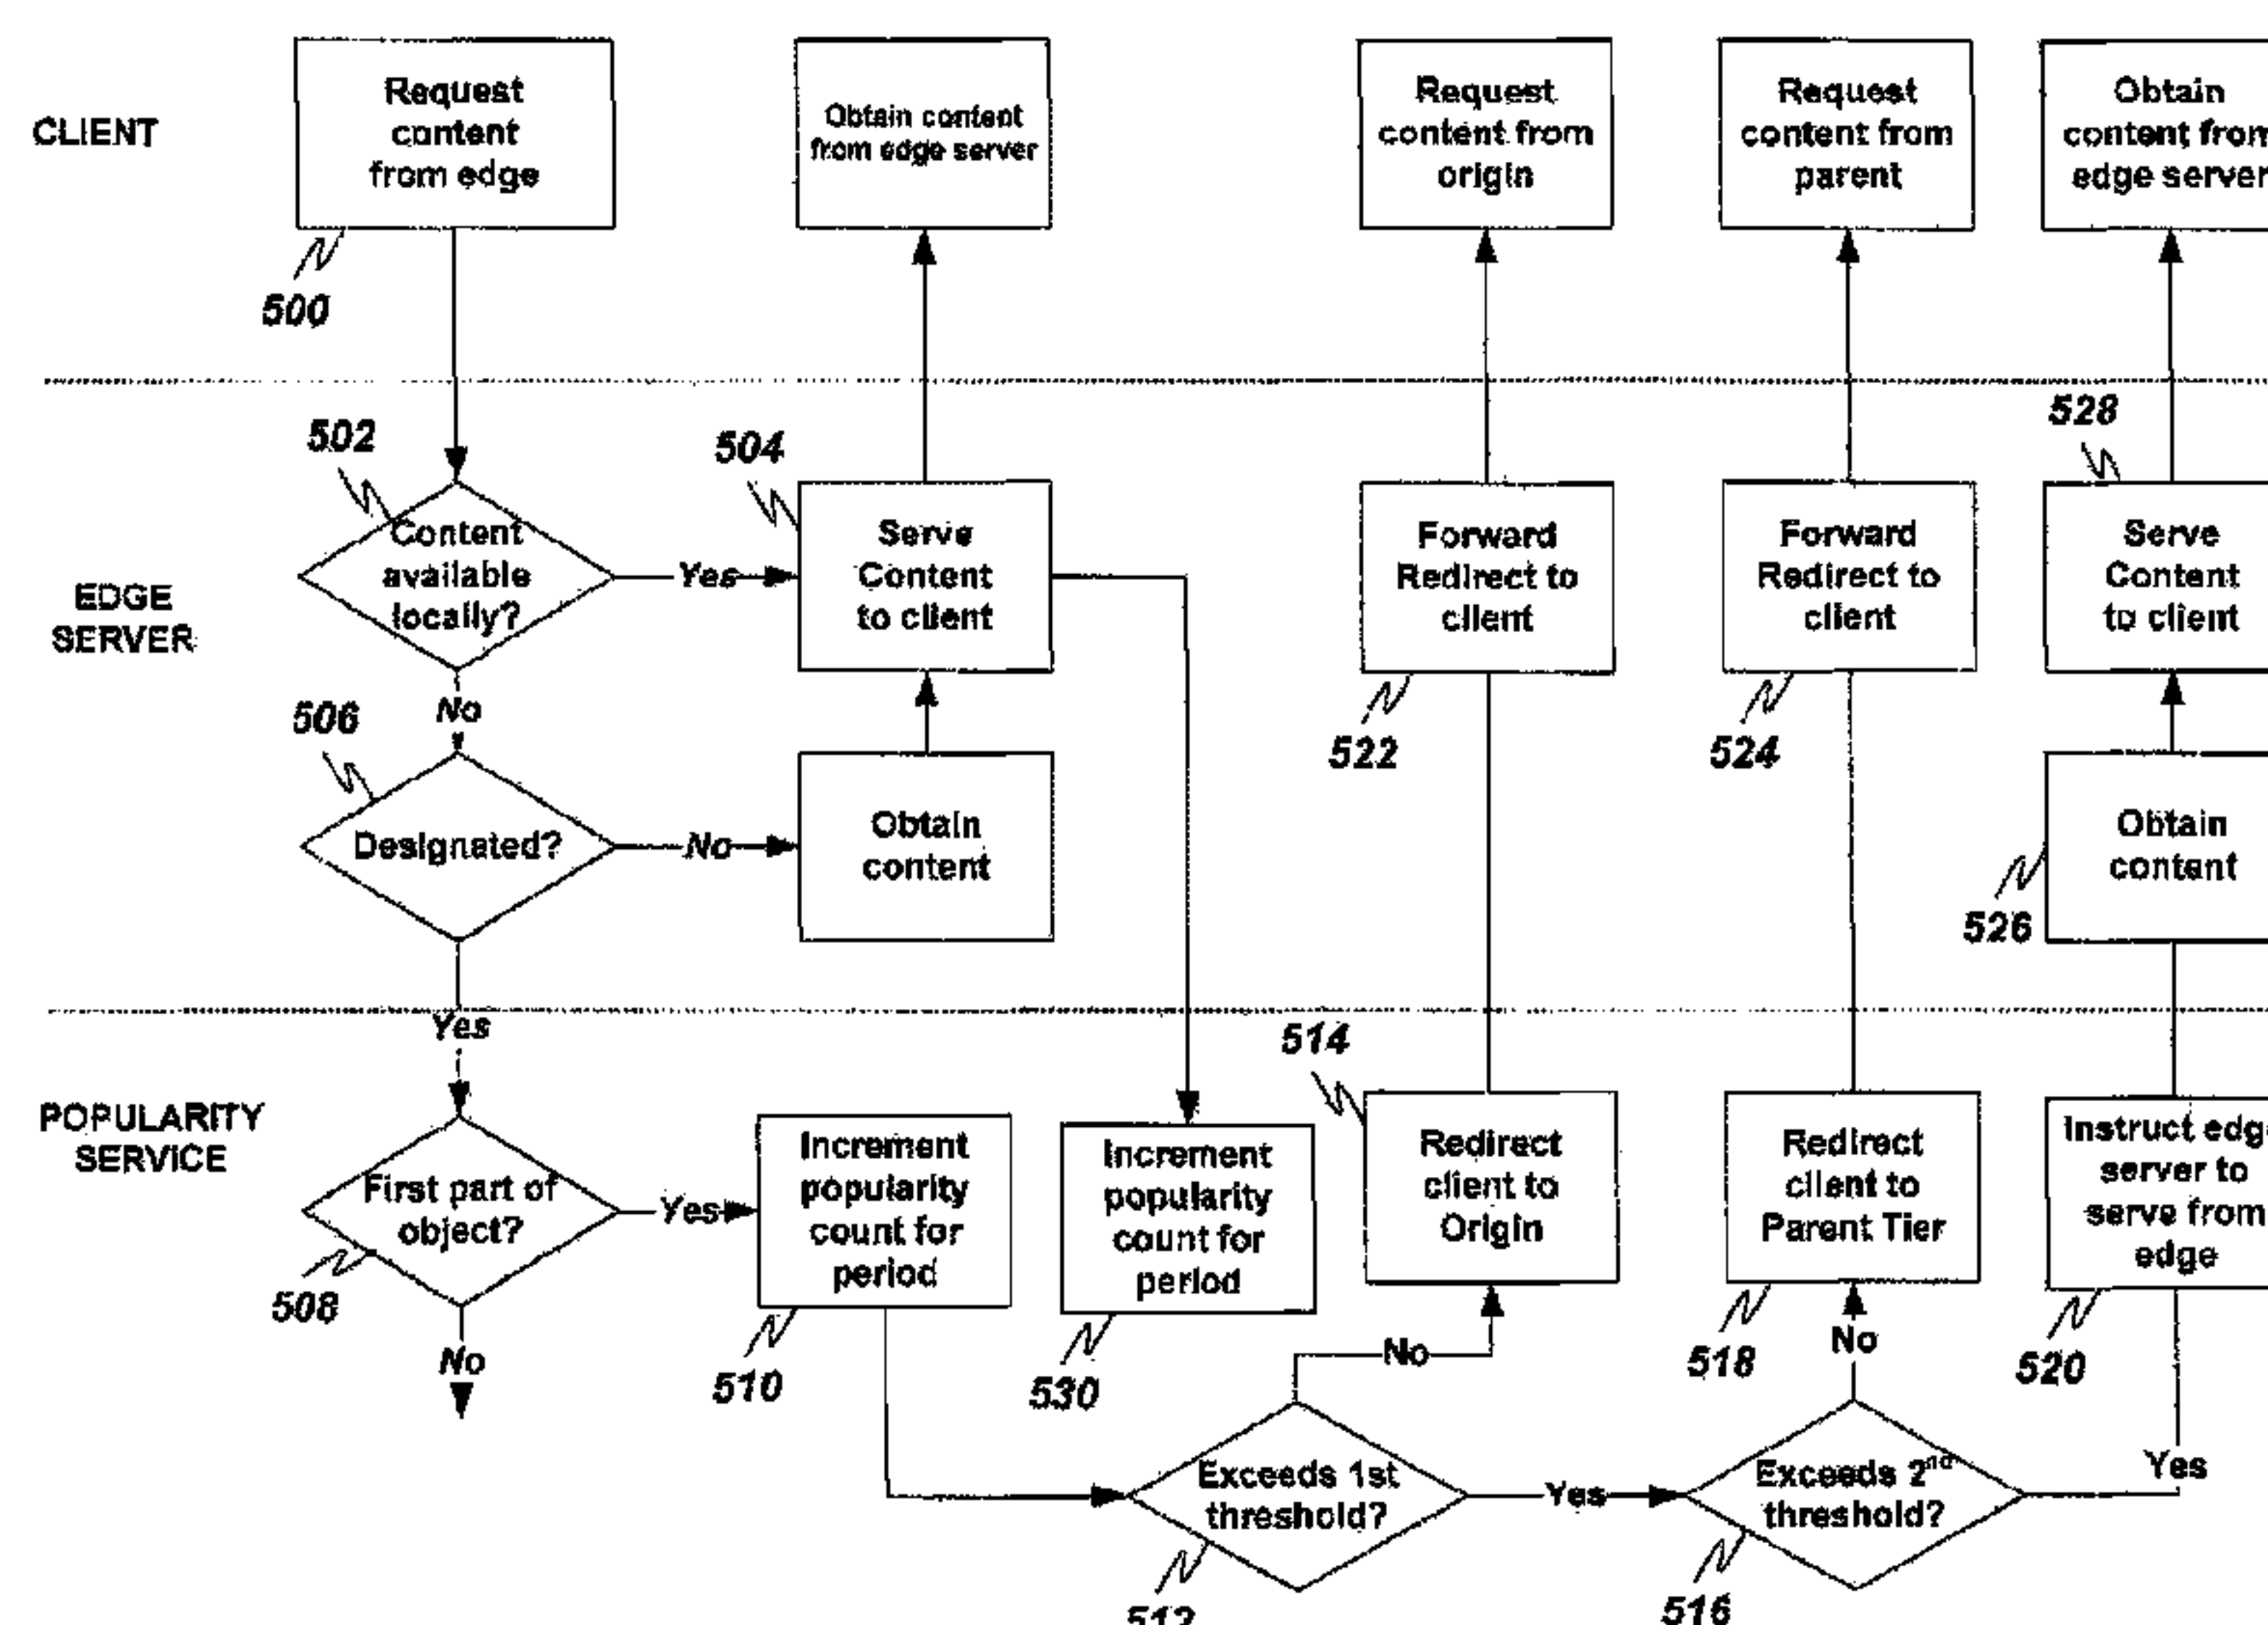 CLIENT
Request
content
from edge
500
Obtain content
from edge server
Request
content from
origin
Request
content from
parent
Obtain
content from
edge server
EDGE
SERVER
502
Content
available
locally?
Yes
504
Serve
Content
to client
522
Forward
Redirect to
client
524
Forward
Redirect to
client
528
Serve
Content
to client
No
506
Designated?
No
Obtain
content
526
Obtain
content
Yes
POPULARITY
SERVICE
First part of
object?
508
No
Yes
Increment
popularity
count for
period
510
Increment
popularity
count for
period
530
514
Redirect
client to
Origin
Redirect
client to
Parent Tier
518
Instruct edge
server to
serve from
edge
520
No
No
Exceeds 1st
threshold?
512
Yes
Exceeds 2nd
threshold?
516
Yes